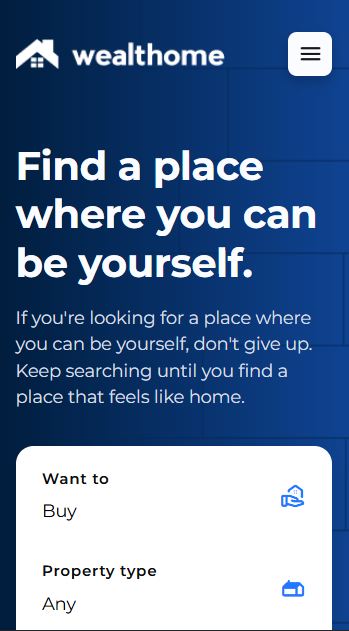 wealthome
Find a place
where you can
be yourself.
If you're looking for a place where
you can be yourself, don't give up.
Keep searching until you find a
place that feels like home.
Want to
Buy
Property type
Any